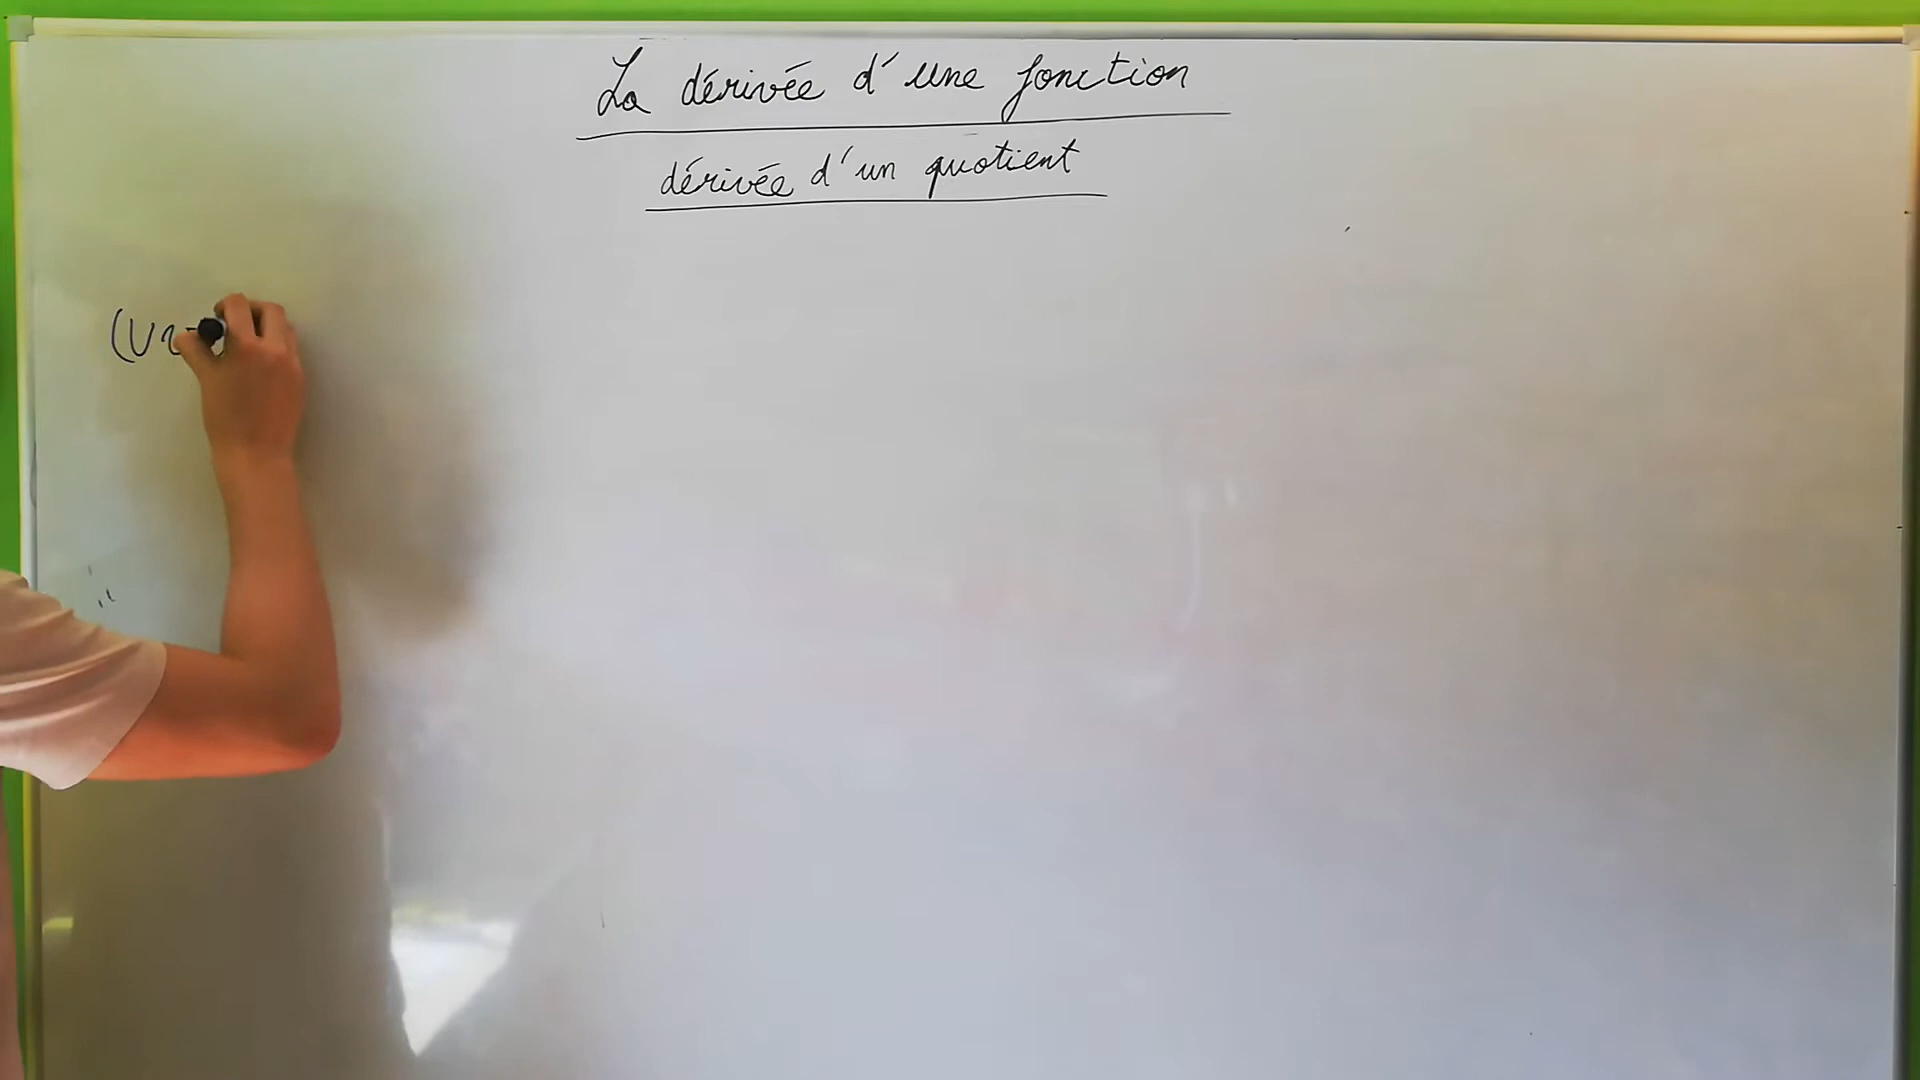 La dérivée d'une fonction
dérivée d'un quotient
(U